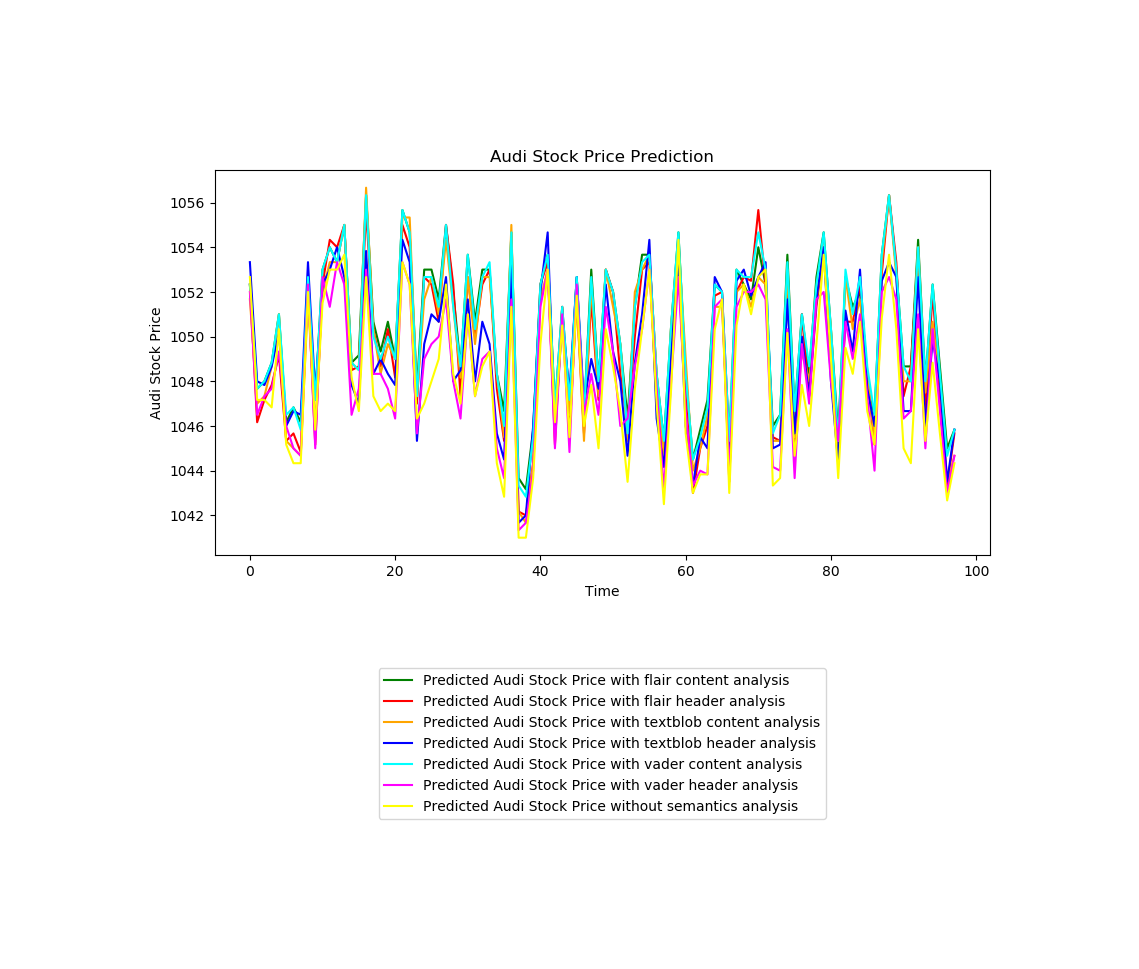 Audi Stock Price Prediction
Audi Stock Price
1056
1054
1052
1050
1048
1046
1044
1042
0 20 40 60 80 100
Time
Predicted Audi Stock Price with flair content analysis
Predicted Audi Stock Price with flair header analysis
Predicted Audi Stock Price with textblob content analysis
Predicted Audi Stock Price with textblob header analysis
Predicted Audi Stock Price with vader content analysis
Predicted Audi Stock Price with vader header analysis
Predicted Audi Stock Price without semantics analysis